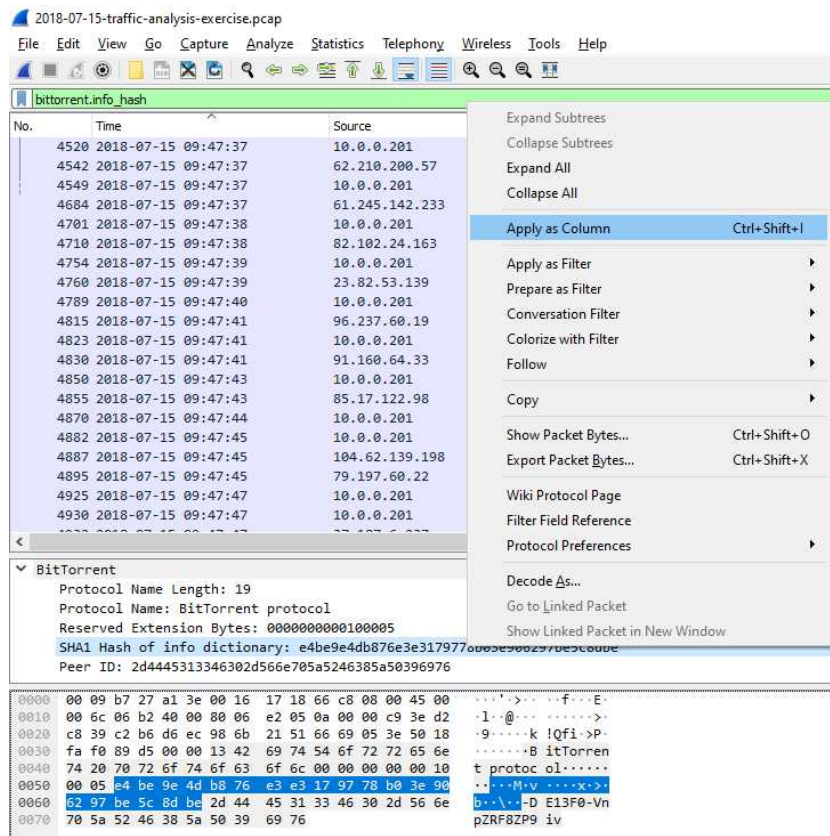 2018-07-15-traffic-analysis-exercise.pcap
File Edit View Go Capture Analyze Statistics Telephony Wireless Tools Help
bittorrent.info_hash
No. Time Source
4520 2018-07-15 09:47:37 10.0.0.201
4542 2018-07-15 09:47:37 62.210.200.57
4549 2018-07-15 09:47:37 10.0.0.201
4684 2018-07-15 09:47:37 61.245.142.233
4701 2018-07-15 09:47:38 10.0.0.201
4710 2018-07-15 09:47:38 82.102.24.163
4754 2018-07-15 09:47:39 10.0.0.201
4760 2018-07-15 09:47:39 23.82.53.139
4789 2018-07-15 09:47:40 10.0.0.201
4815 2018-07-15 09:47:41 96.237.60.19
4823 2018-07-15 09:47:41 10.0.0.201
4830 2018-07-15 09:47:41 91.160.64.33
4850 2018-07-15 09:47:43 10.0.0.201
4855 2018-07-15 09:47:43 85.17.122.98
4870 2018-07-15 09:47:44 10.0.0.201
4882 2018-07-15 09:47:45 10.0.0.201
4887 2018-07-15 09:47:45 104.62.139.198
4895 2018-07-15 09:47:45 79.197.60.22
4925 2018-07-15 09:47:47 10.0.0.201
4930 2018-07-15 09:47:47 10.0.0.201
Expand Subtrees
Collapse Subtrees
Expand All
Collapse All
Apply as Column Ctrl+Shift+I
Apply as Filter
Prepare as Filter
Conversation Filter
Colorize with Filter
Follow
Copy
Show Packet Bytes... Ctrl+Shift+O
Export Packet Bytes... Ctrl+Shift+X
Wiki Protocol Page
Filter Field Reference
Protocol Preferences
Decode As...
Go to Linked Packet
Show Linked Packet in New Window
BitTorrent
Protocol Name Length: 19
Protocol Name: BitTorrent protocol
Reserved Extension Bytes: 0000000000100005
SHA1 Hash of info dictionary: e4be9e4db876e3e3179778b03e906297be5c8dbe
Peer ID: 2d4445313346302d566e705a5246385a50396976
0000 00 09 b7 27 a1 3e 00 16 17 18 66 c8 08 00 45 00 ···'·>·· ··f···E·
0010 00 6c 06 b2 40 00 80 06 e2 05 0a 00 00 c9 3e d2 ·l··@··· ······>·
0020 c8 39 c2 b6 d6 ec 98 6b 21 51 66 69 05 3e 50 18 ·9·····k !Qfi·>P·
0030 fa f0 89 d5 00 00 13 42 69 74 54 6f 72 72 65 6e ·······B itTorren
0040 74 20 70 72 6f 74 6f 63 6f 6c 00 00 00 00 00 10 t protoc ol······
0050 00 05 e4 be 9e 4d b8 76 e3 e3 17 97 78 b0 3e 90 ·····M·v ····x·>·
0060 62 97 be 5c 8d be 2d 44 45 31 33 46 30 2d 56 6e b··\··-D E13F0-Vn
0070 70 5a 52 46 38 5a 50 39 69 76 pZRF8ZP9 iv